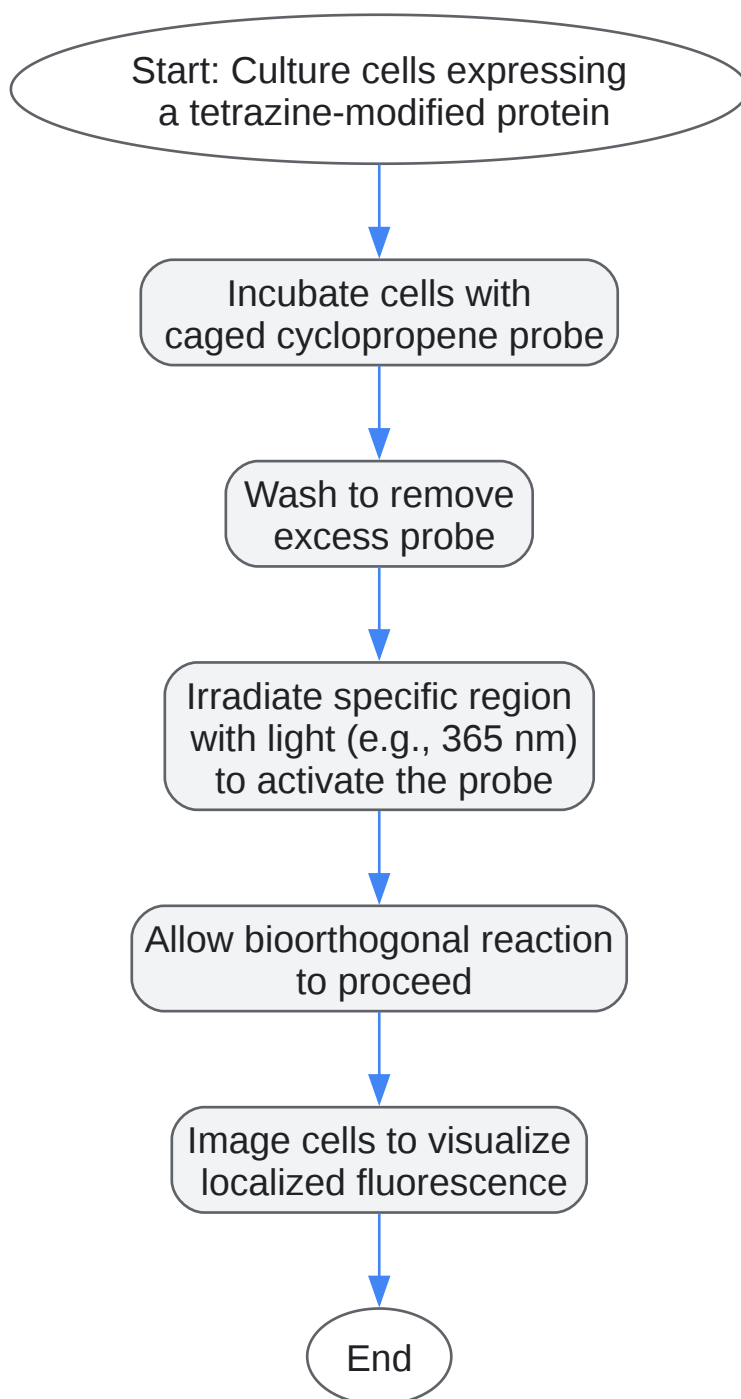 Start: Culture cells expressing
a tetrazine-modified protein
Incubate cells with
caged cyclopropene probe
Wash to remove
excess probe
Irradiate specific region
with light (e.g., 365 nm)
to activate the probe
Allow bioorthogonal reaction
to proceed
Image cells to visualize
localized fluorescence
End